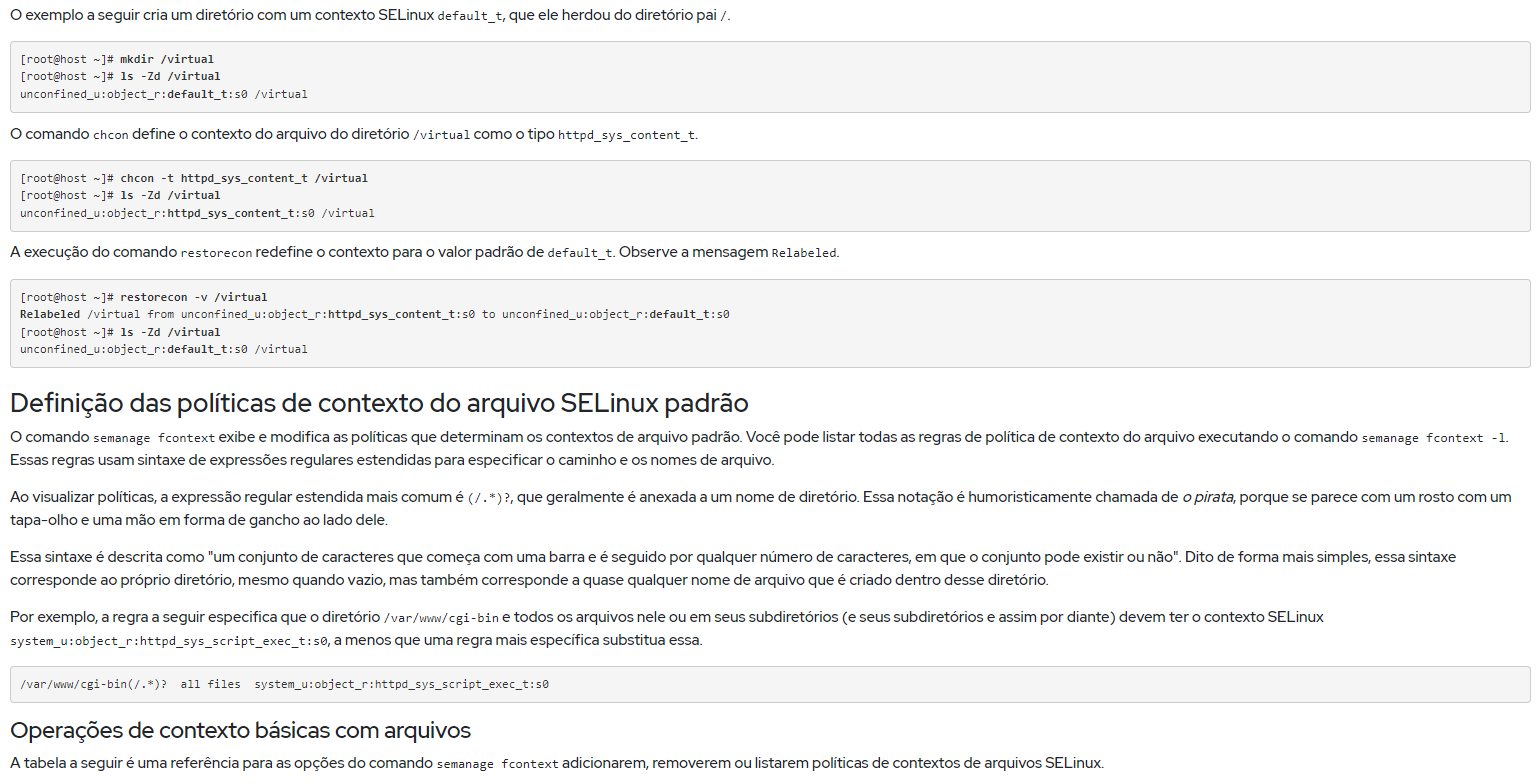 O exemplo a seguir cria um diretório com um contexto SELinux default_t, que ele herdou do diretório pai /.
[root@host ~]# mkdir /virtual
[root@host ~]# ls -Zd /virtual
unconfined_u:object_r:default_t:s0 /virtual
O comando chcon define o contexto do arquivo do diretório /virtual como o tipo httpd_sys_content_t.
[root@host ~]# chcon -t httpd_sys_content_t /virtual
[root@host ~]# ls -Zd /virtual
unconfined_u:object_r:httpd_sys_content_t:s0 /virtual
A execução do comando restorecon redefine o contexto para o valor padrão de default_t. Observe a mensagem Relabeled.
[root@host ~]# restorecon -v /virtual
Relabeled /virtual from unconfined_u:object_r:httpd_sys_content_t:s0 to unconfined_u:object_r:default_t:s0
[root@host ~]# ls -Zd /virtual
unconfined_u:object_r:default_t:s0 /virtual
Definição das políticas de contexto do arquivo SELinux padrão
O comando semanage fcontext exibe e modifica as políticas que determinam os contextos de arquivo padrão. Você pode listar todas as regras de política de contexto do arquivo executando o comando semanage fcontext -l.
Essas regras usam sintaxe de expressões regulares estendidas para especificar o caminho e os nomes de arquivo.
Ao visualizar políticas, a expressão regular estendida mais comum é (/.*)?, que geralmente é anexada a um nome de diretório. Essa notação é humoristicamente chamada de o pirata, porque se parece com um rosto com um
tapa-olho e uma mão em forma de gancho ao lado dele.
Essa sintaxe é descrita como "um conjunto de caracteres que começa com uma barra e é seguido por qualquer número de caracteres, em que o conjunto pode existir ou não". Dito de forma mais simples, essa sintaxe
corresponde ao próprio diretório, mesmo quando vazio, mas também corresponde a quase qualquer nome de arquivo que é criado dentro desse diretório.
Por exemplo, a regra a seguir especifica que o diretório /var/www/cgi-bin e todos os arquivos nele ou em seus subdiretórios (e seus subdiretórios e assim por diante) devem ter o contexto SELinux
system_u:object_r:httpd_sys_script_exec_t:s0, a menos que uma regra mais específica substitua essa.
/var/www/cgi-bin(/.*)?  all files  system_u:object_r:httpd_sys_script_exec_t:s0
Operações de contexto básicas com arquivos
A tabela a seguir é uma referência para as opções do comando semanage fcontext adicionarem, removerem ou listarem políticas de contextos de arquivos SELinux.